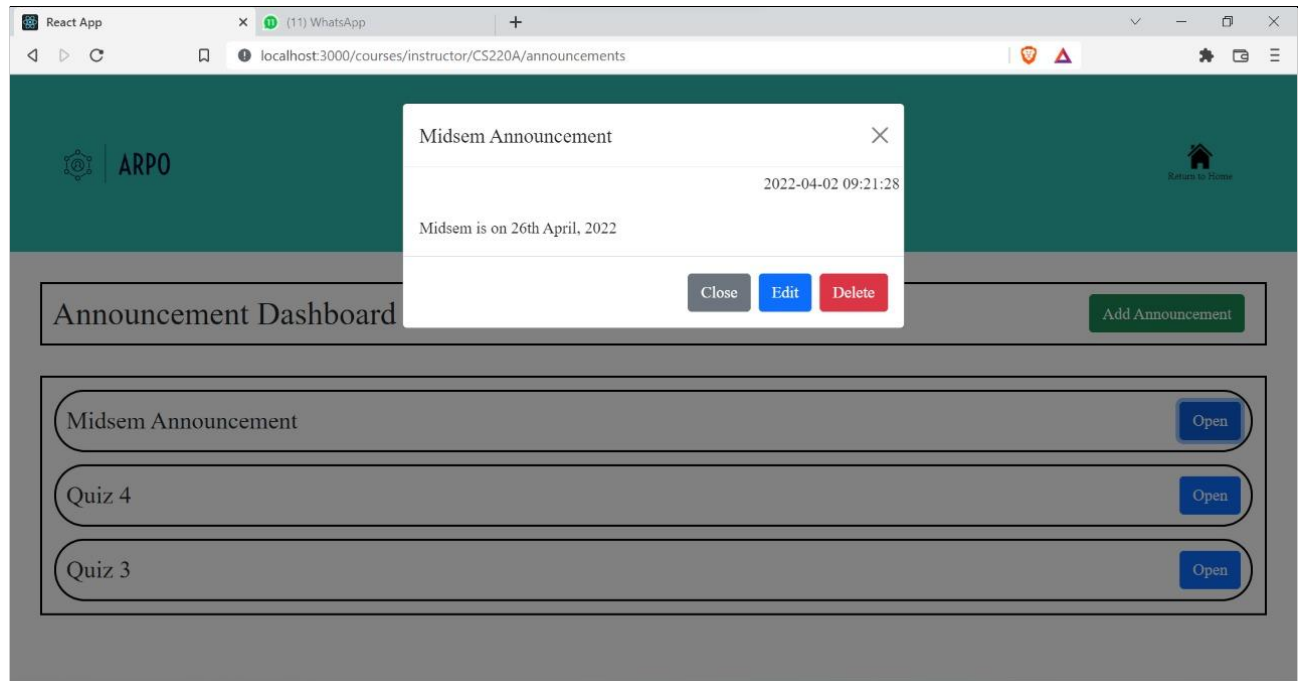 React App
(11) WhatsApp
localhost:3000/courses/instructor/CS220A/announcements
ARPO
Return to Home
Midsem Announcement
2022-04-02 09:21:28
Midsem is on 26th April, 2022
Close Edit Delete
Announcement Dashboard
Add Announcement
Midsem Announcement Open
Quiz 4 Open
Quiz 3 Open